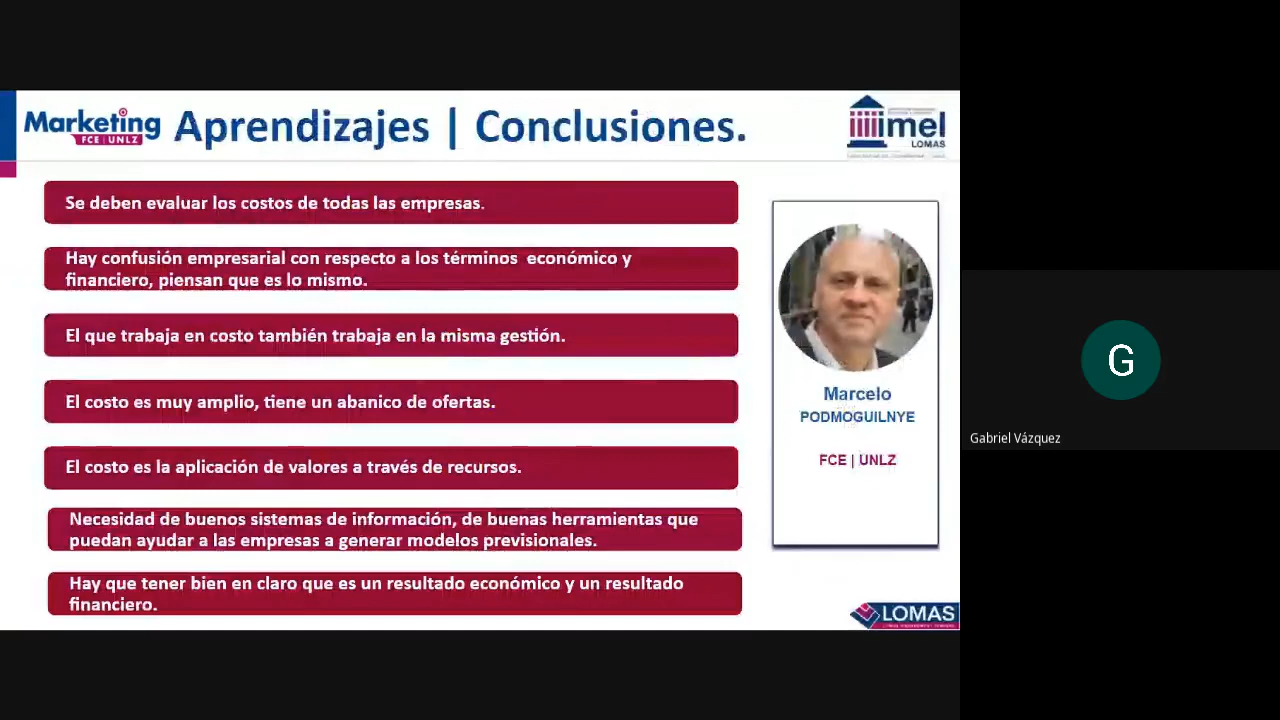 Marketing
FCE | UNLZ
Aprendizajes | Conclusiones.
imel
LOMAS
Se deben evaluar los costos de todas las empresas.
Hay confusión empresarial con respecto a los términos económico y
financiero, piensan que es lo mismo.
El que trabaja en costo también trabaja en la misma gestión.
El costo es muy amplio, tiene un abanico de ofertas.
El costo es la aplicación de valores a través de recursos.
Necesidad de buenos sistemas de información, de buenas herramientas que
puedan ayudar a las empresas a generar modelos previsionales.
Hay que tener bien en claro que es un resultado económico y un resultado
financiero.
Marcelo
PODMOGUILNYE
FCE | UNLZ
LOMAS
G
Gabriel Vázquez